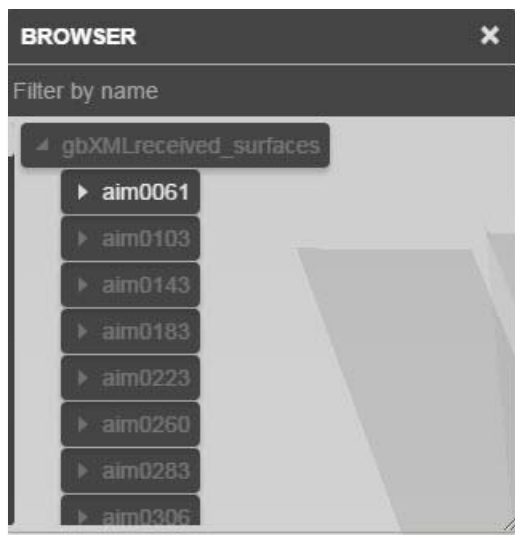 BROWSER
Filter by name
gbXMLreceived_surfaces
aim0061
aim0103
aim0143
aim0183
aim0223
aim0260
aim0283
aim0306